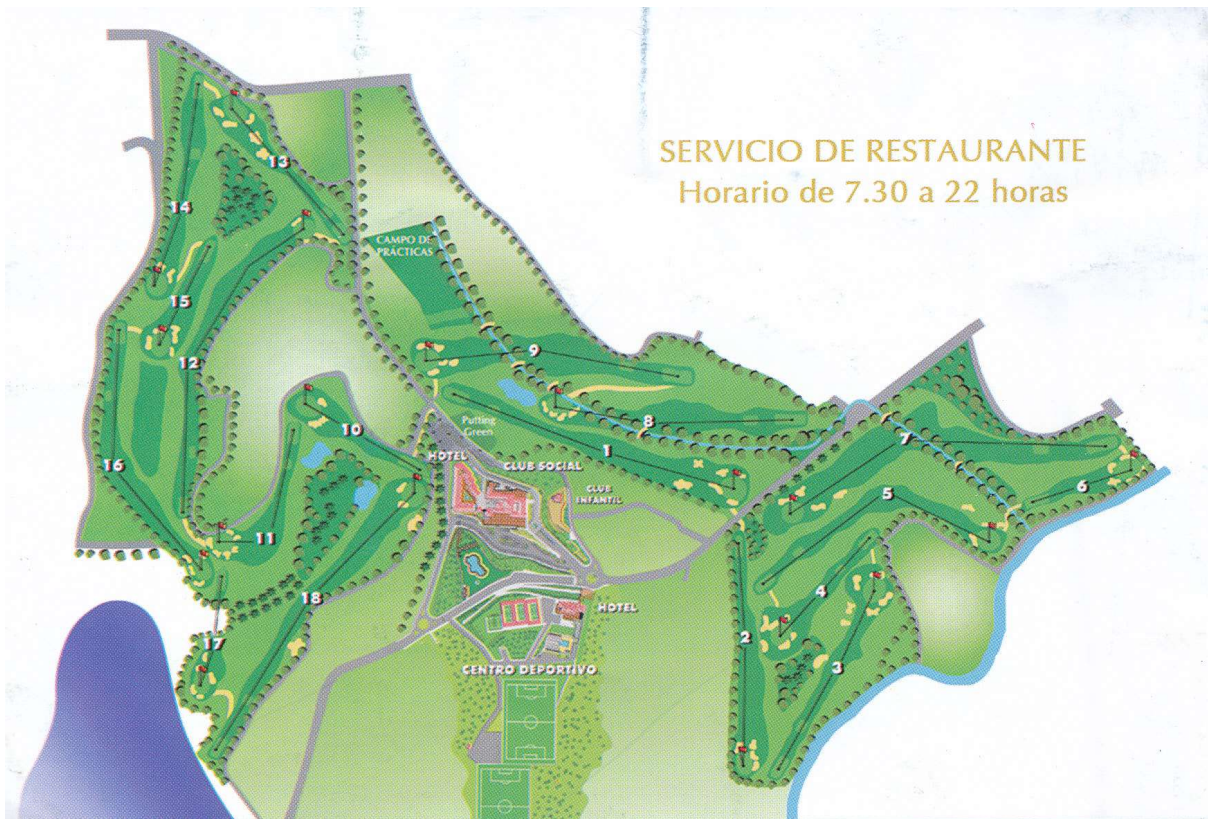 SERVICIO DE RESTAURANTE
Horario de 7.30 a 22 horas
13
14
CAMPO DE
PRÁCTICAS
15
12
9
8
10
Putting
Green
1
7
HOTEL
CLUB SOCIAL
16
CLUB
INFANTIL
5
6
11
18
4
HOTEL
17
2
3
CENTRO DEPORTIVO